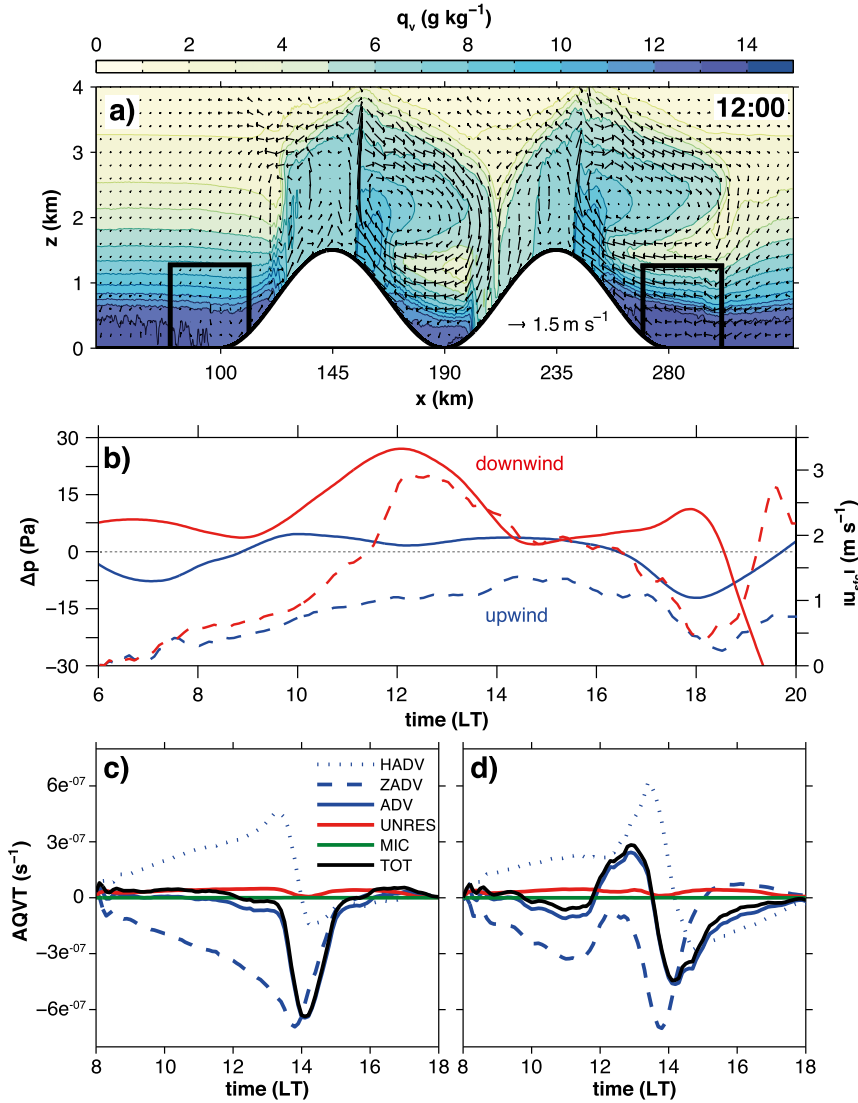 q_v (g kg⁻¹)
0 2 4 6 8 10 12 14
a) 12:00
4
3
2
1
0
z (km)
→ 1.5 m s⁻¹
100 145 190 235 280
x (km)
b)
30
15
0
−15
−30
Δp (Pa)
downwind
upwind
3
2
1
0
|u_sfc| (m s⁻¹)
6 8 10 12 14 16 18 20
time (LT)
c)
HADV
ZADV
ADV
UNRES
MIC
TOT
d)
6e⁻⁰⁷
3e⁻⁰⁷
0
−3e⁻⁰⁷
−6e⁻⁰⁷
AQVT (s⁻¹)
8 10 12 14 16 18
time (LT)
8 10 12 14 16 18
time (LT)